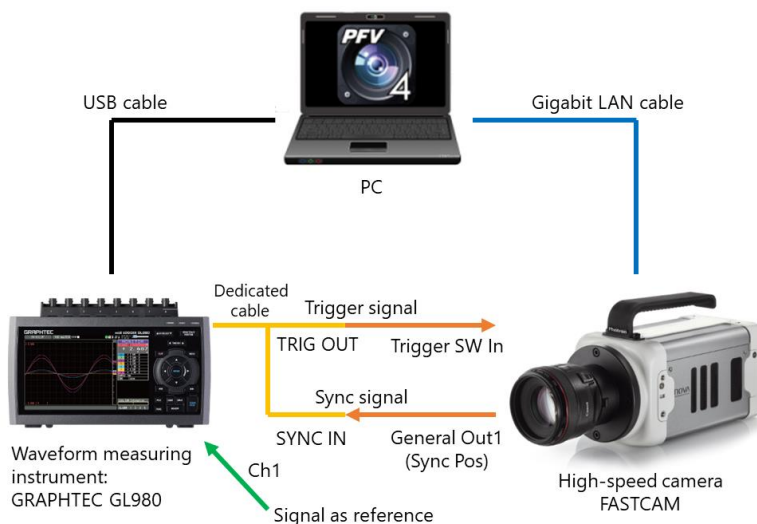 PFV
4
USB cable
Gigabit LAN cable
PC
Dedicated
cable
Trigger signal
TRIG OUT
Trigger SW In
Sync signal
SYNC IN
General Out1
(Sync Pos)
GRAPHTEC
Waveform measuring
instrument:
GRAPHTEC GL980
Ch1
Signal as reference
High-speed camera
FASTCAM
NOVA